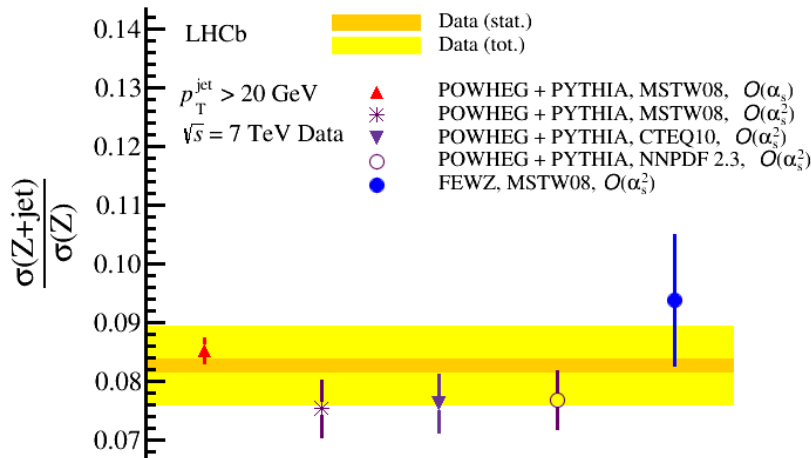 LHCb
Data (stat.)
Data (tot.)
p_T^jet > 20 GeV
√s = 7 TeV Data
POWHEG + PYTHIA, MSTW08, O(α_s)
POWHEG + PYTHIA, MSTW08, O(α_s^2)
POWHEG + PYTHIA, CTEQ10, O(α_s^2)
POWHEG + PYTHIA, NNPDF 2.3, O(α_s^2)
FEWZ, MSTW08, O(α_s^2)
σ(Z+jet)
σ(Z)
0.14
0.13
0.12
0.11
0.10
0.09
0.08
0.07